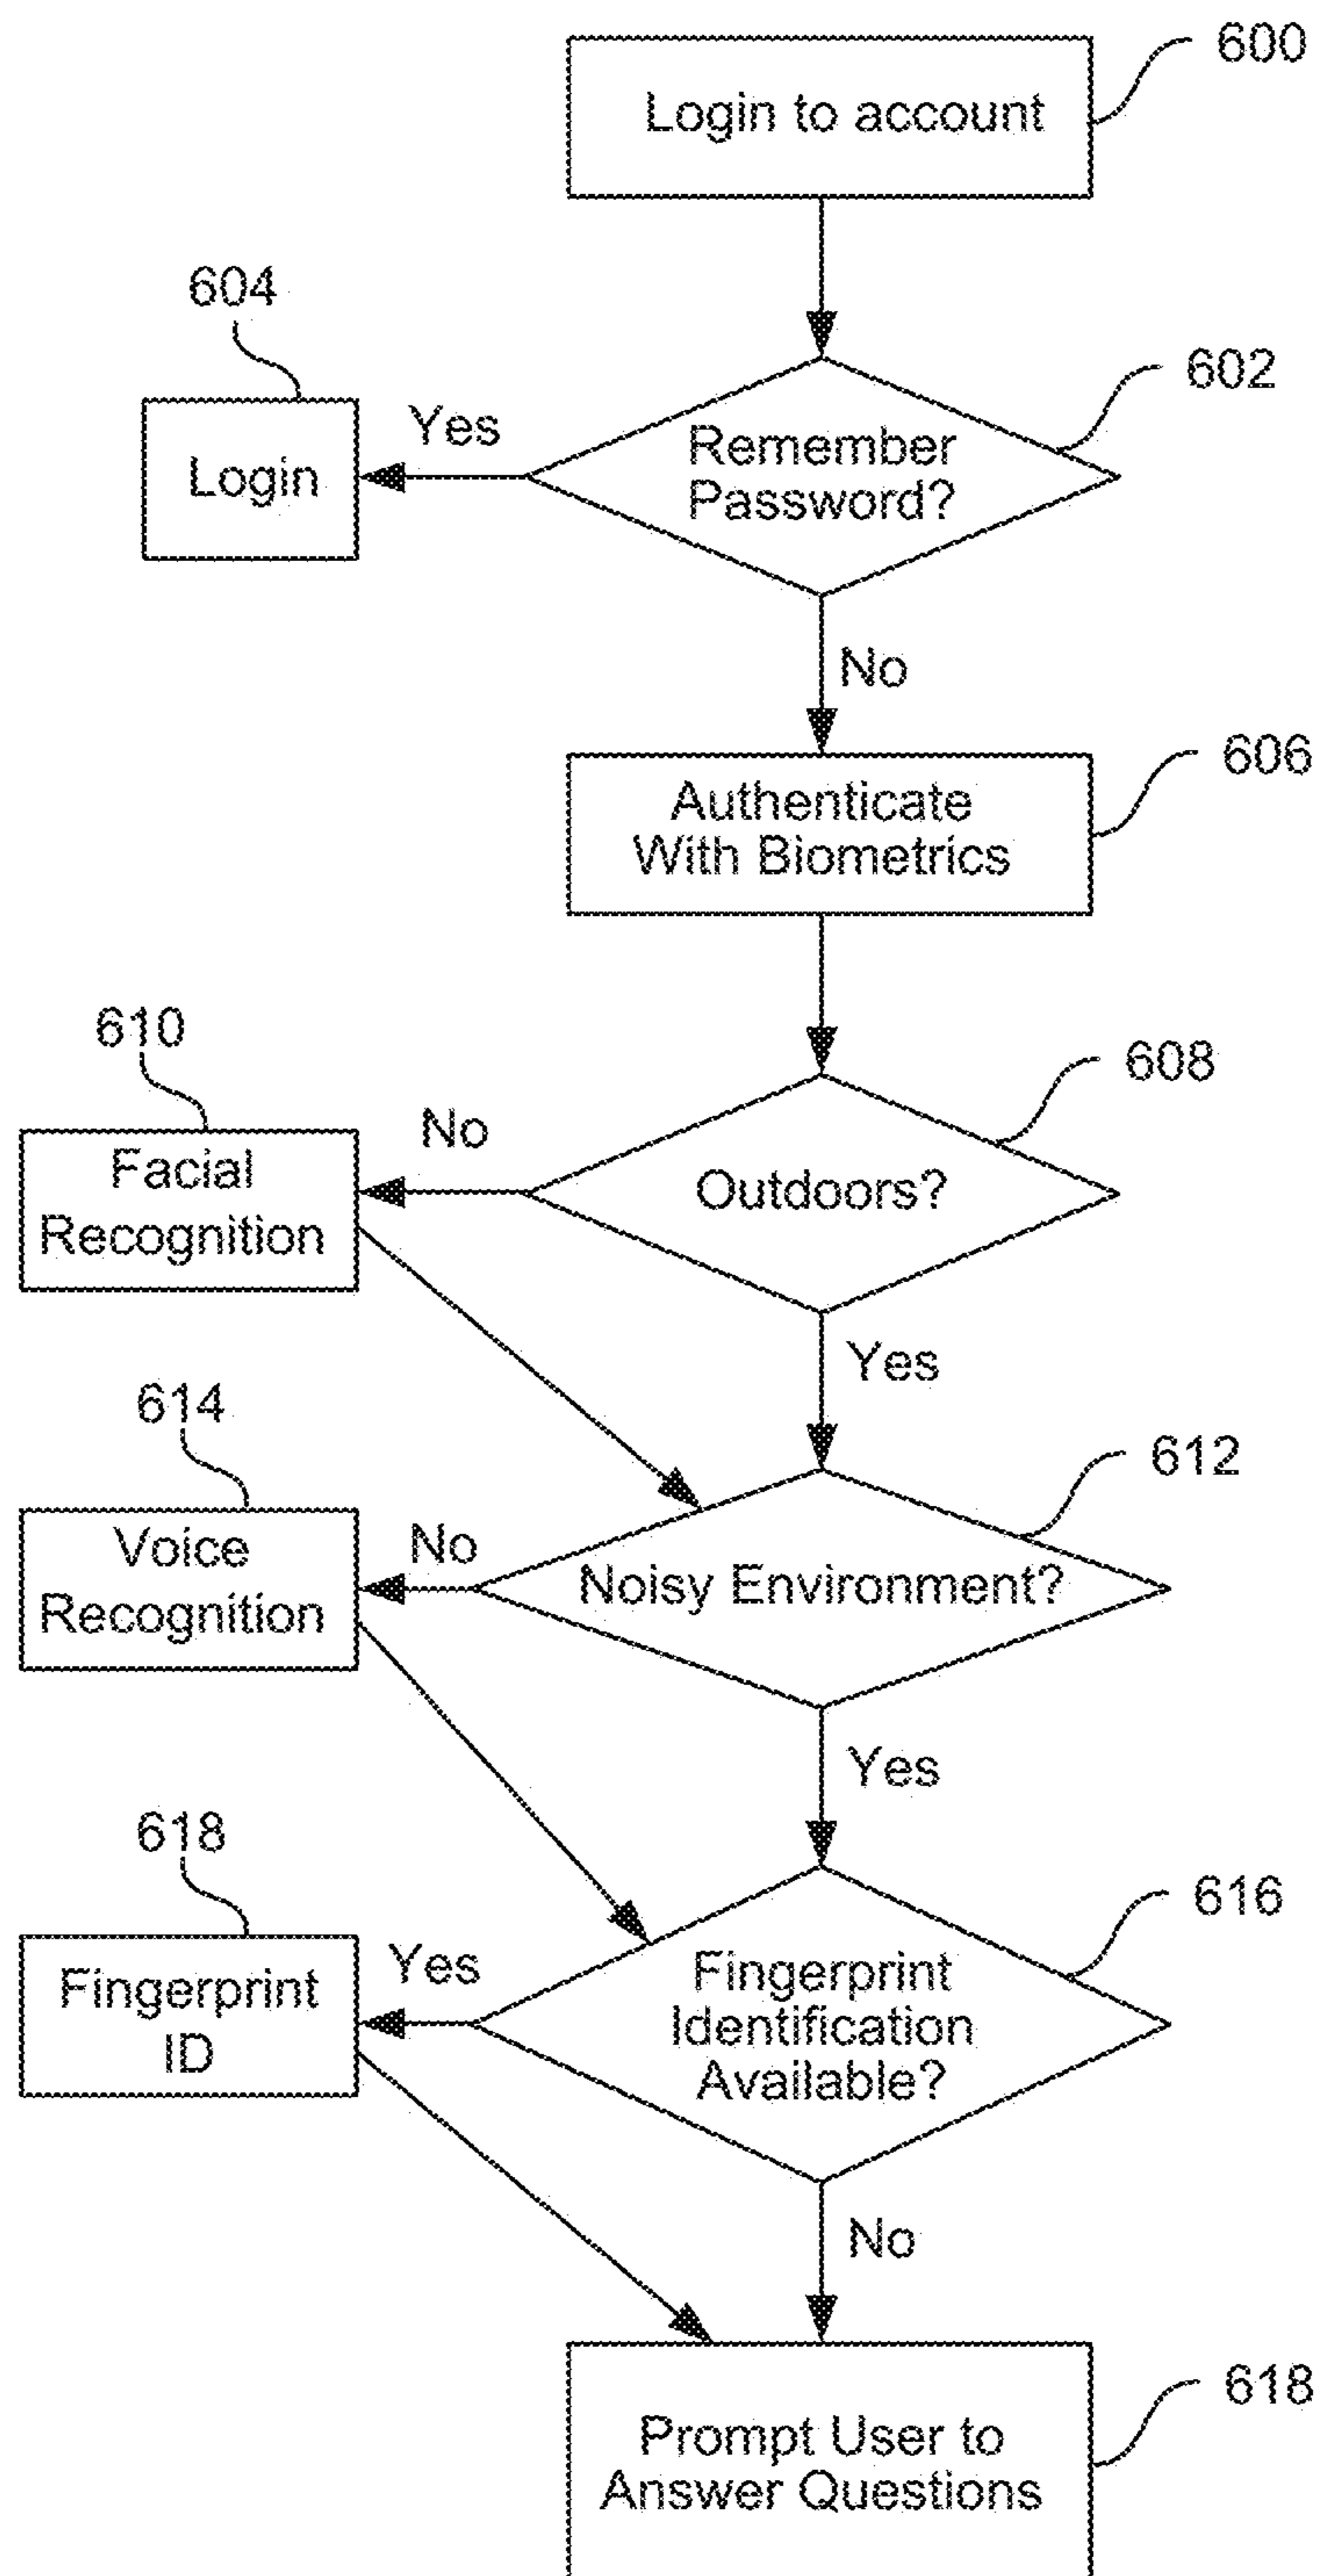 600
Login to account
604
602
Yes
Remember
Password?
Login
No
606
Authenticate
With Biometrics
610
608
No
Facial
Recognition
Outdoors?
Yes
614
612
No
Voice
Recognition
Noisy Environment?
Yes
618
616
Yes
Fingerprint
ID
Fingerprint
Identification
Available?
No
618
Prompt User to
Answer Questions